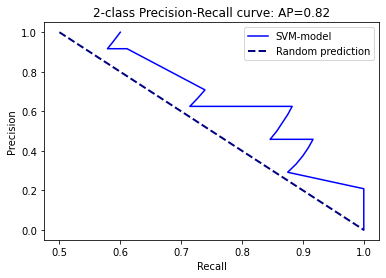 2-class Precision-Recall curve: AP=0.82
SVM-model
Random prediction
Precision
1.0
0.8
0.6
0.4
0.2
0.0
0.5 0.6 0.7 0.8 0.9 1.0
Recall